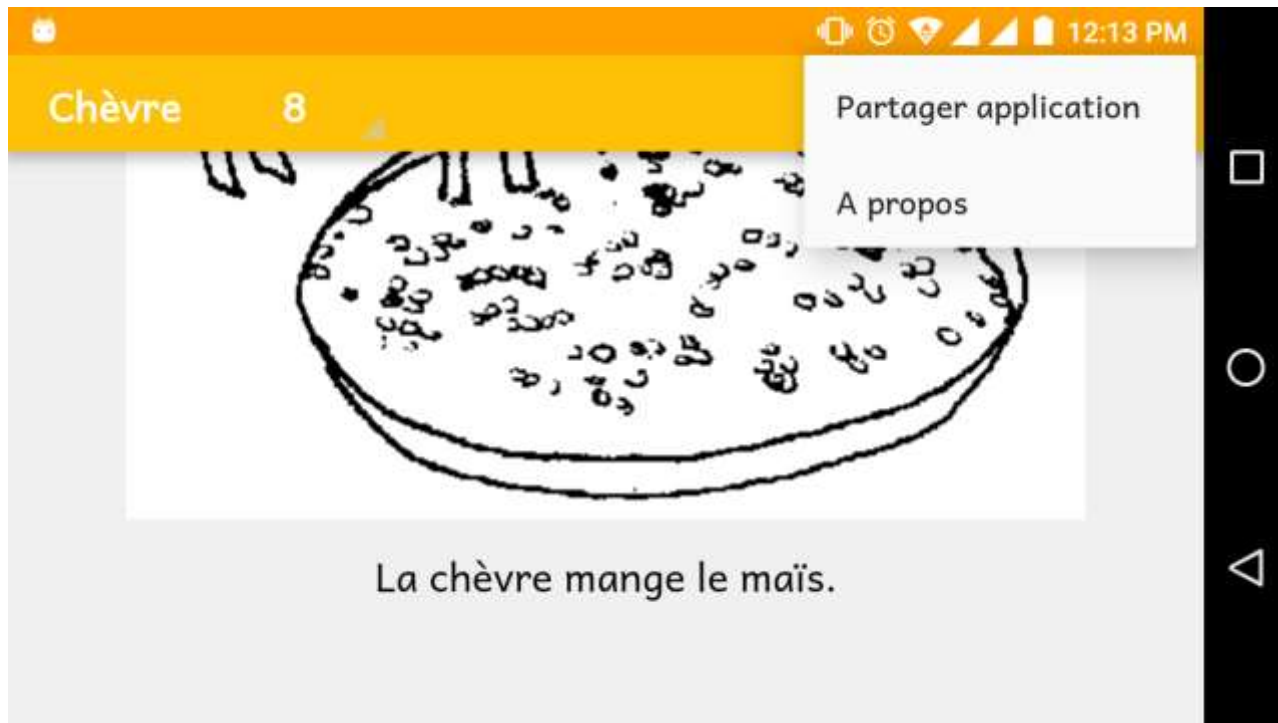 12:13 PM
Chèvre 8
Partager application
A propos
La chèvre mange le maïs.